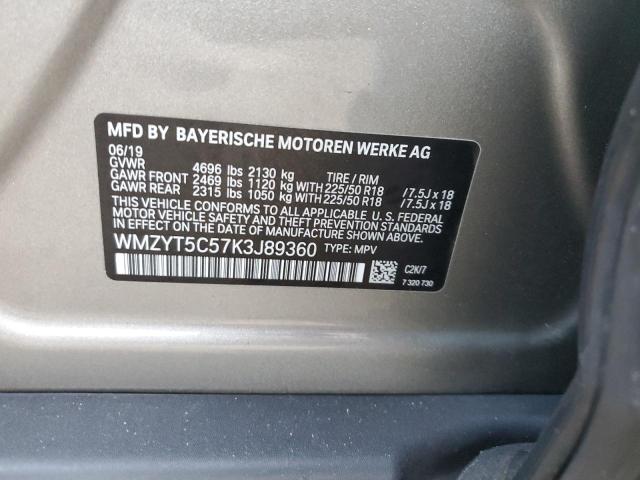 MFD BY BAYERISCHE MOTOREN WERKE AG
06/19
GVWR 4696 lbs 2130 kg TIRE / RIM
GAWR FRONT 2469 lbs 1120 kg WITH 225/50 R18 /7.5J x 18
GAWR REAR 2315 lbs 1050 kg WITH 225/50 R18 /7.5J x 18
THIS VEHICLE CONFORMS TO ALL APPLICABLE U.S. FEDERAL
MOTOR VEHICLE SAFETY AND THEFT PREVENTION STANDARDS
IN EFFECT ON THE DATE OF MANUFACTURE SHOWN ABOVE.
WMZYT5C57K3J89360 TYPE: MPV
C2K/7
7 320 730